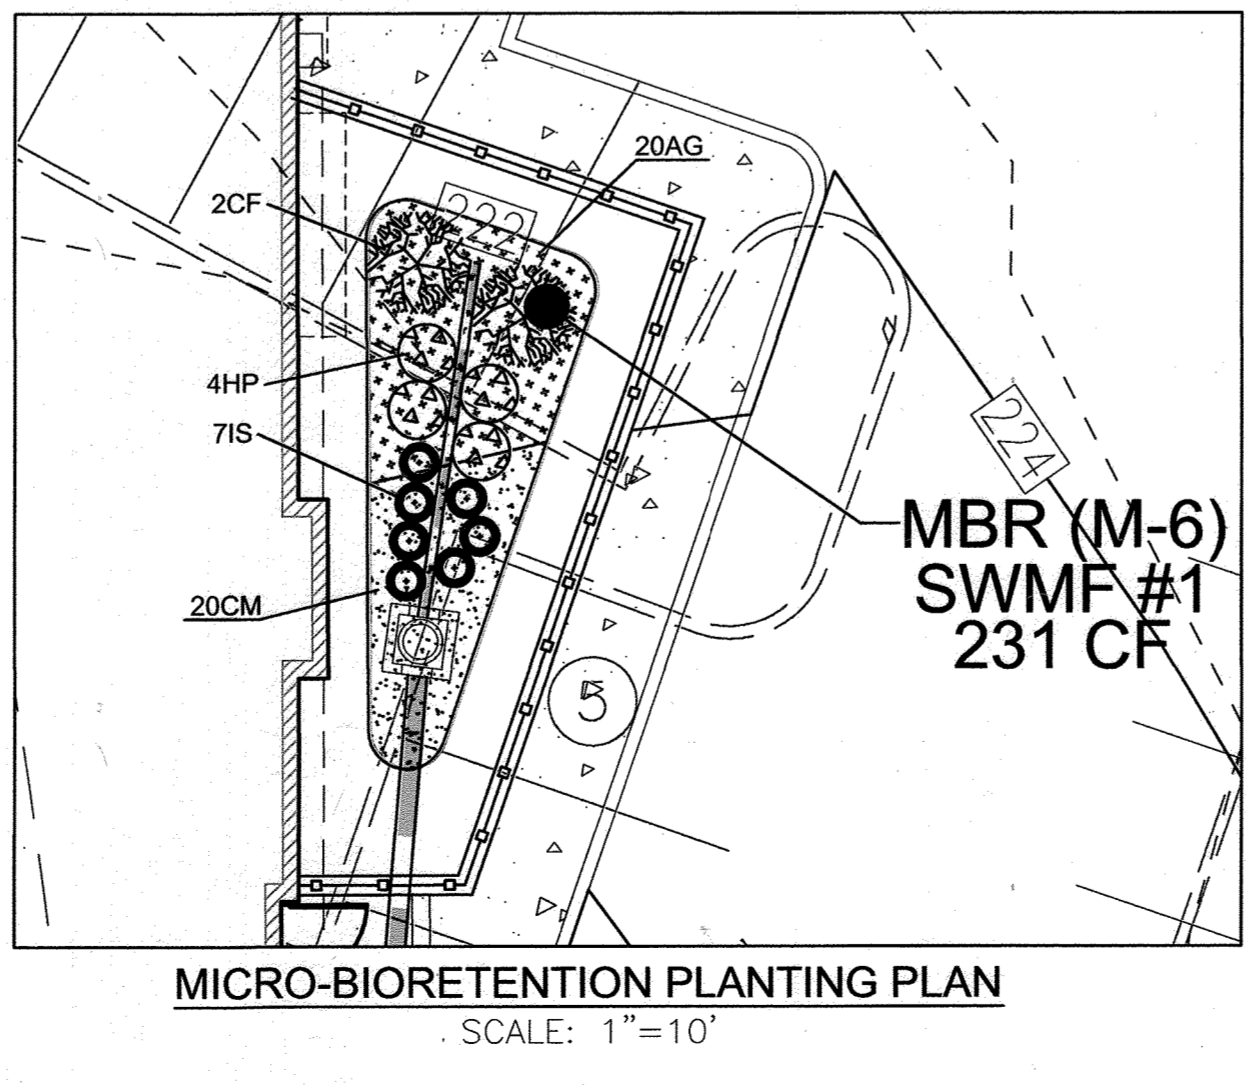 20AG
2CF
222
4HP
7IS
224
MBR (M-6)
SWMF #1
231 CF
20CM
5
MICRO-BIORETENTION PLANTING PLAN
SCALE: 1"=10'